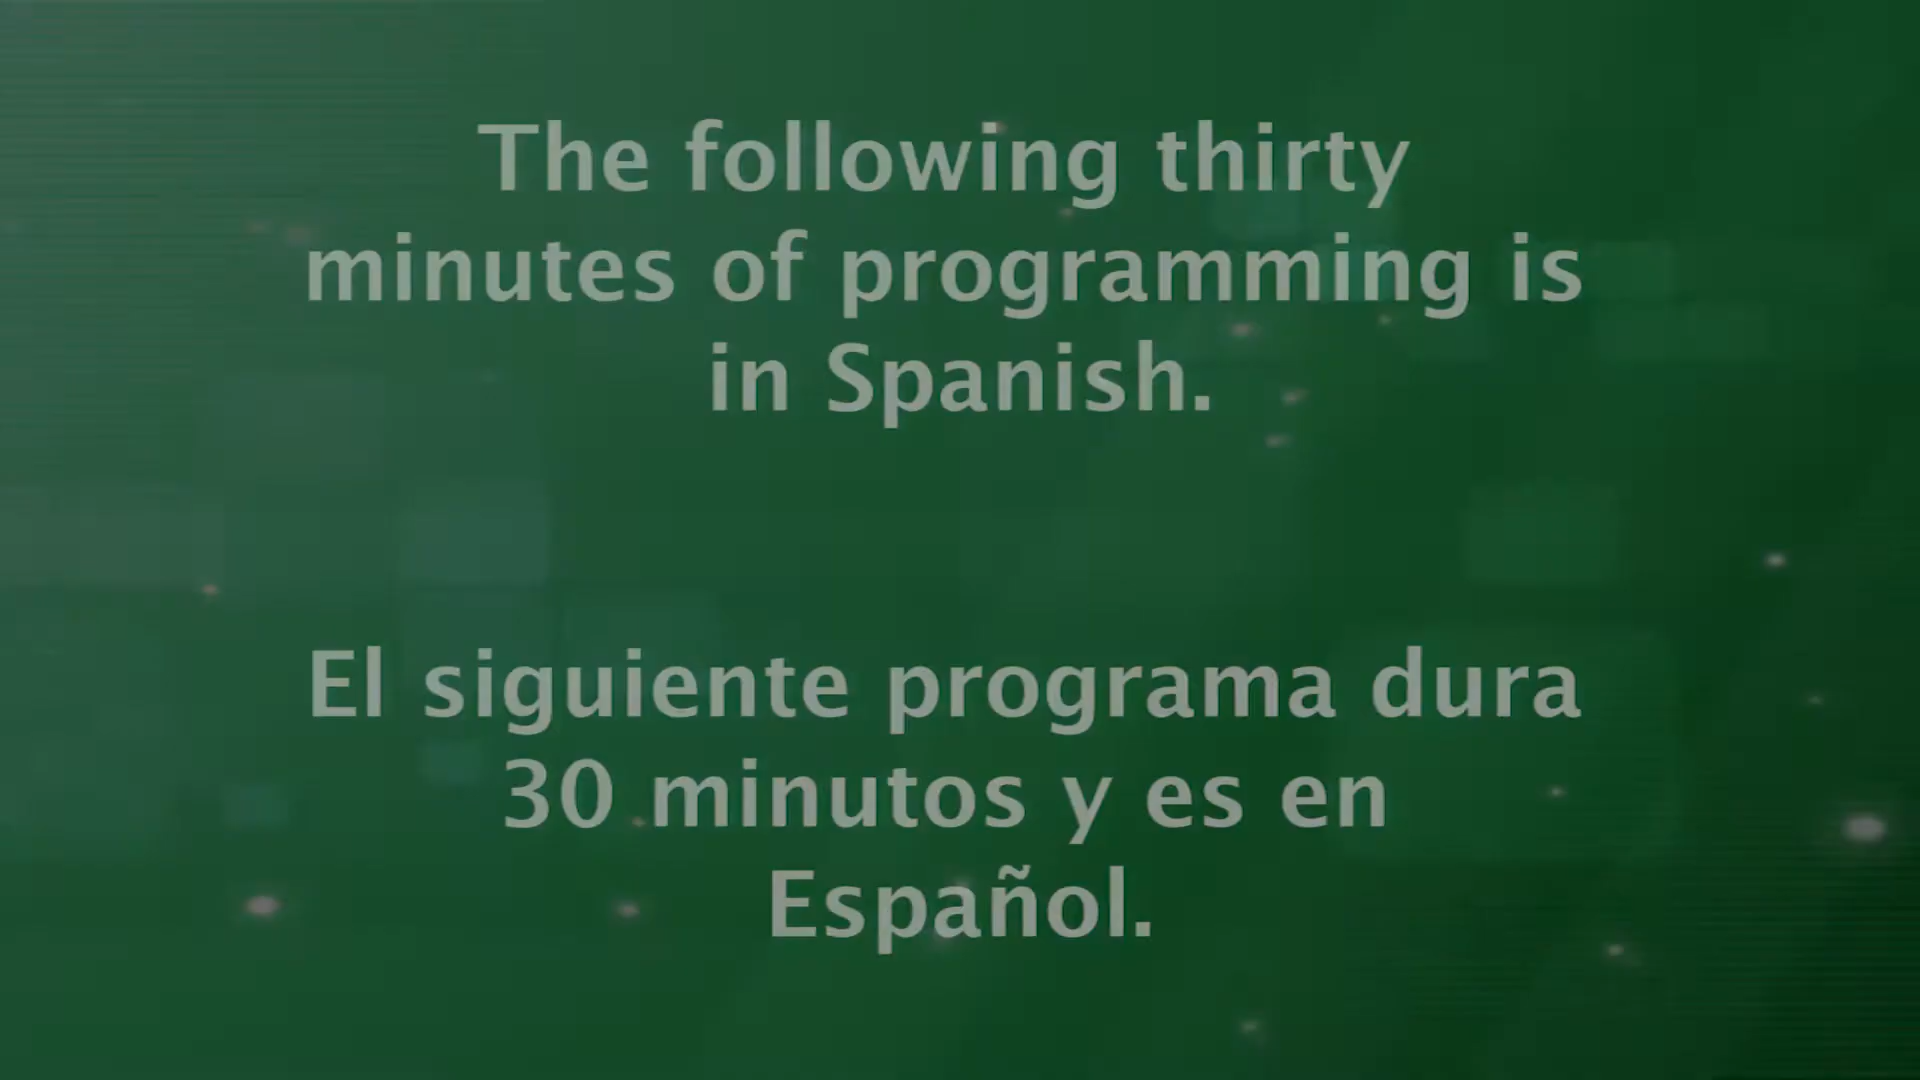 The following thirty
minutes of programming is
in Spanish.
El siguiente programa dura
30 minutos y es en
Español.